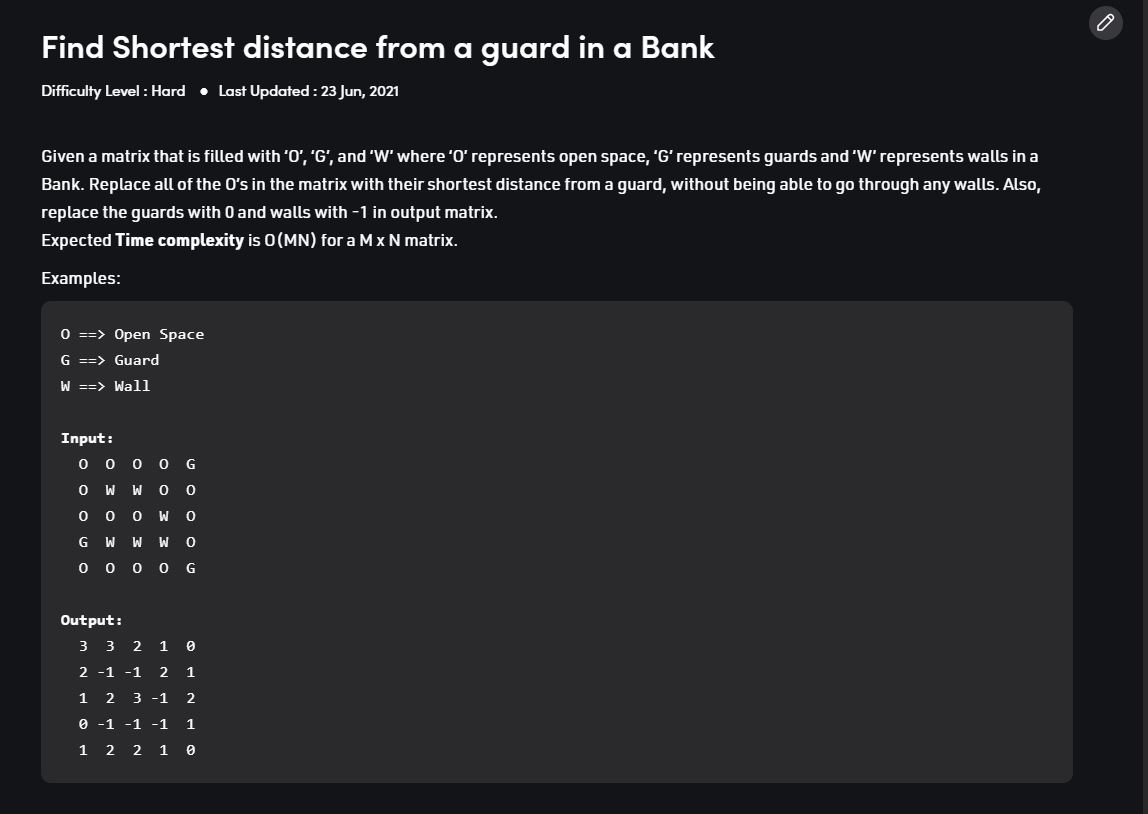 Find Shortest distance from a guard in a Bank
Difficulty Level : Hard ● Last Updated : 23 Jun, 2021
Given a matrix that is filled with ‘O’, ‘G’, and ‘W’ where ‘O’ represents open space, ‘G’ represents guards and ‘W’ represents walls in a
Bank. Replace all of the O’s in the matrix with their shortest distance from a guard, without being able to go through any walls. Also,
replace the guards with 0 and walls with -1 in output matrix.
Expected Time complexity is O(MN) for a M x N matrix.
Examples:
O ==> Open Space
G ==> Guard
W ==> Wall
Input:
O O O O G
O W W O O
O O O W O
G W W W O
O O O O G
Output:
3 3 2 1 0
2 -1 -1 2 1
1 2 3 -1 2
0 -1 -1 -1 1
1 2 2 1 0